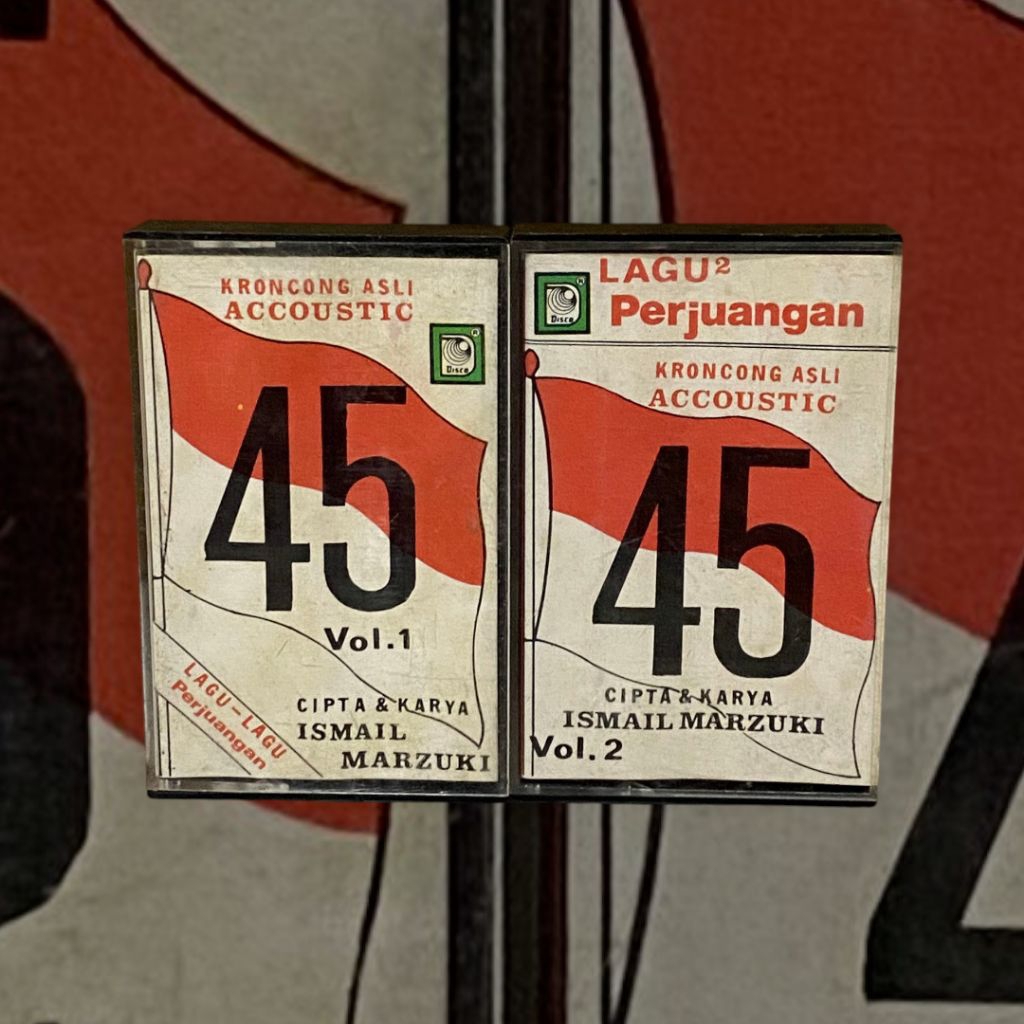 KRONCONG ASLI
ACCOUSTIC
Disco
45
Vol.1
LAGU-LAGU
Perjuangan
CIPTA & KARYA
ISMAIL
MARZUKI
Disco
LAGU²
Perjuangan
KRONCONG ASLI
ACCOUSTIC
45
CIPTA & KARYA
ISMAIL MARZUKI
Vol.2